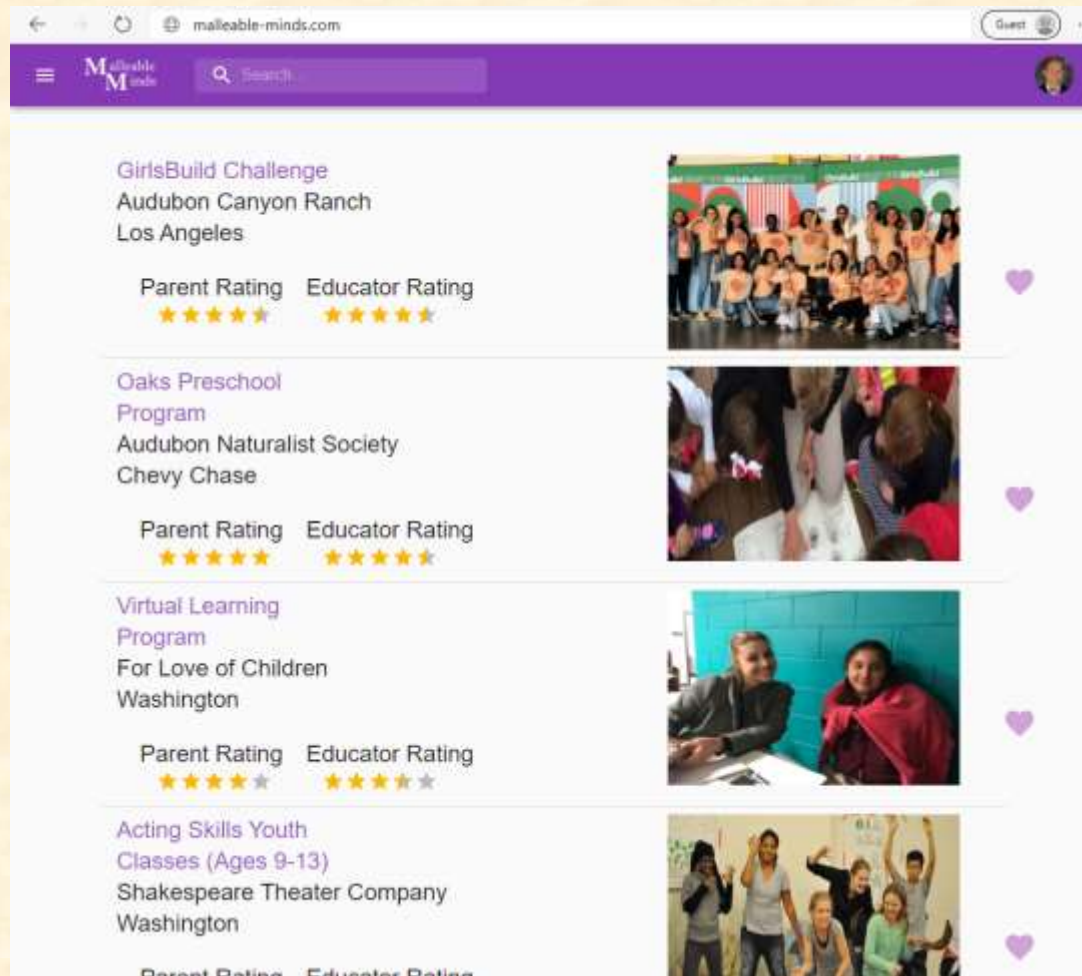 malleable-minds.com
Guest
Malleable
Minds
Search...
GirlsBuild Challenge
Audubon Canyon Ranch
Los Angeles
Parent Rating Educator Rating
Oaks Preschool
Program
Audubon Naturalist Society
Chevy Chase
Parent Rating Educator Rating
Virtual Learning
Program
For Love of Children
Washington
Parent Rating Educator Rating
Acting Skills Youth
Classes (Ages 9-13)
Shakespeare Theater Company
Washington
Parent Rating Educator Rating